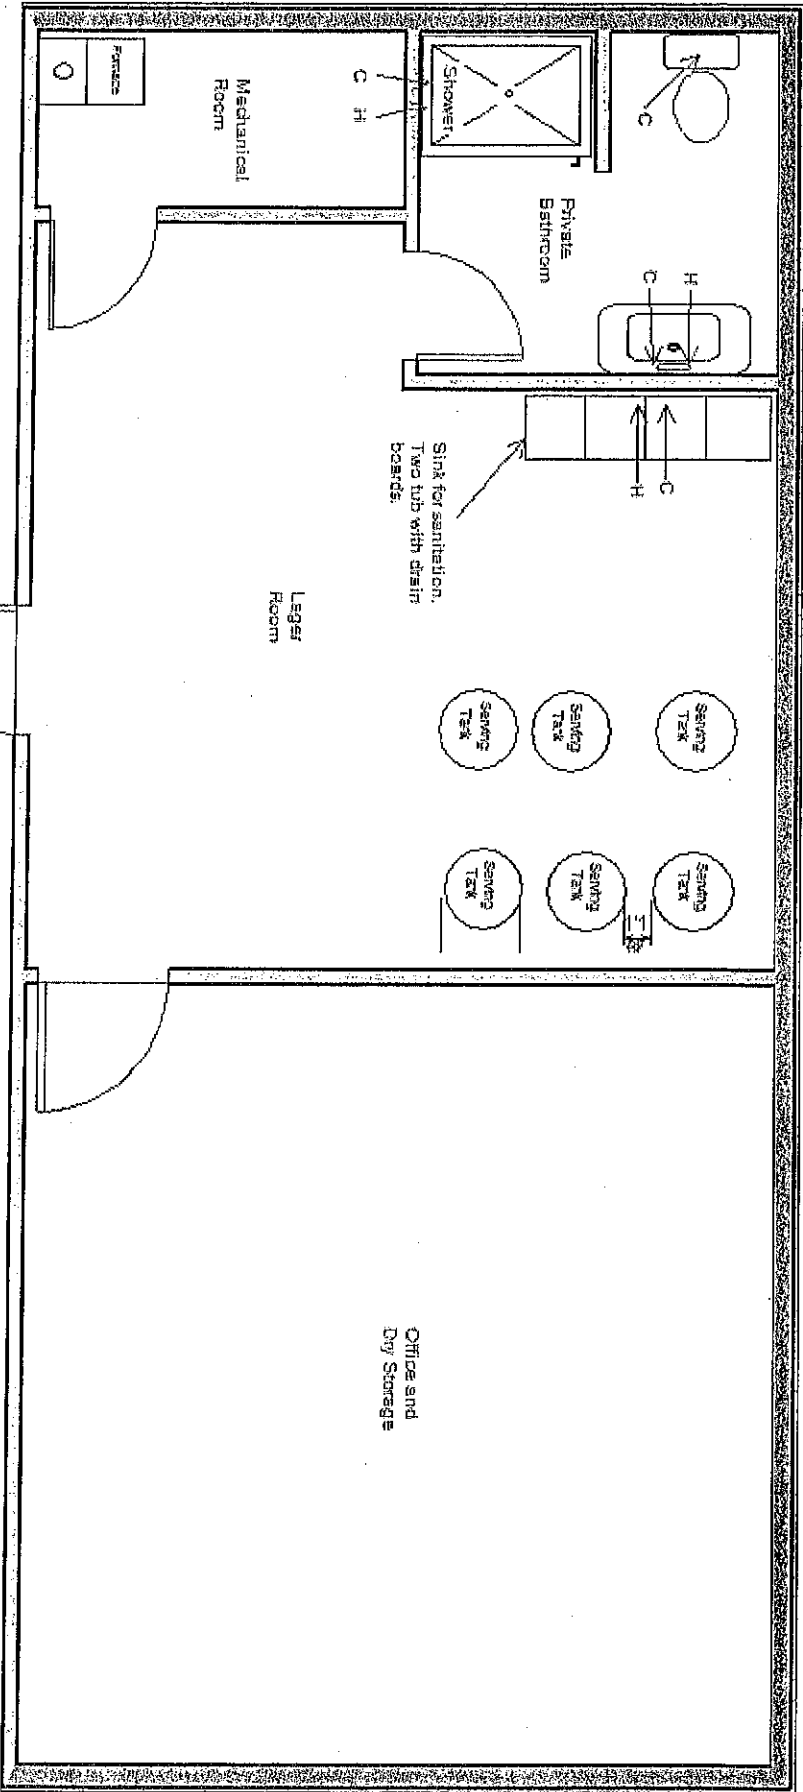 C
Private
Bathroom
H
C
Shower
C H
Furnace
Mechanical
Room
C
H
Sink for sanitation.
Two tub with drain
boards.
Lager
Room
Serving
Tank
Serving
Tank
Serving
Tank
Serving
Tank
Serving
Tank
Serving
Tank
Office and
Dry Storage